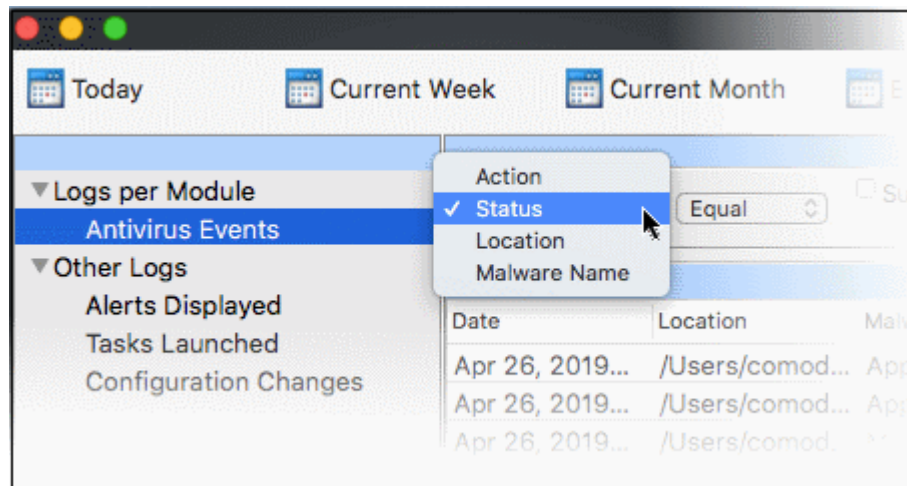 Today Current Week Current Month
Action
Logs per Module
✓ Status Equal
Antivirus Events
Location
Other Logs
Malware Name
Alerts Displayed
Date Location
Tasks Launched
Apr 26, 2019... /Users/comod...
Configuration Changes
Apr 26, 2019... /Users/comod...
Apr 26, 2019... /Users/comod.